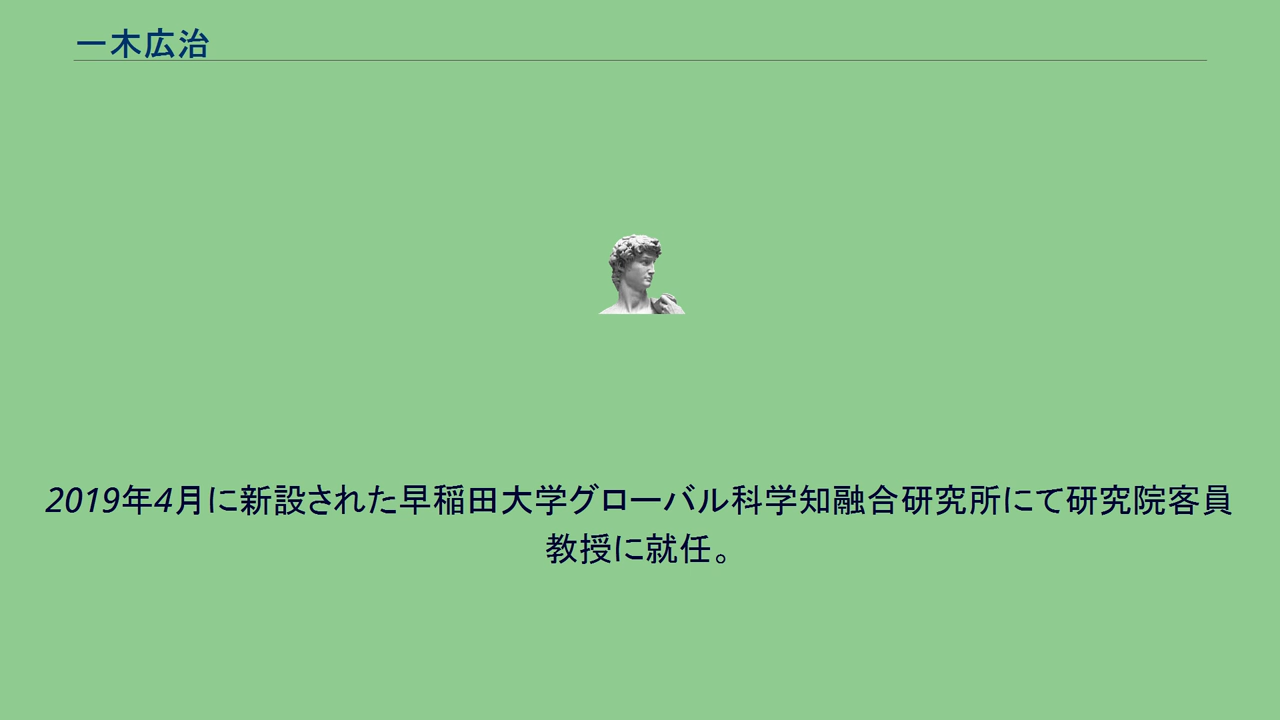 一木広治
2019年4月に新設された早稲田大学グローバル科学知融合研究所にて研究院客員
教授に就任。